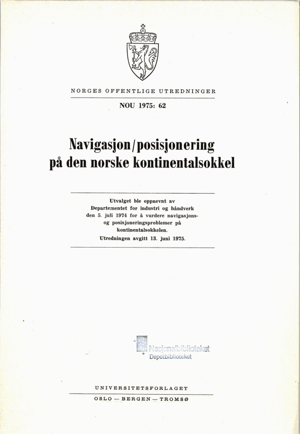 NORGES OFFENTLIGE UTREDNINGER
NOU 1975: 62
Navigasjon/posisjonering
på den norske kontinentalsokkel
Utvalget ble oppnevnt av
Departementet for industri og håndverk
den 5. juli 1974 for å vurdere navigasjons-
og posisjoneringsproblemer på
kontinentalsokkelen.
Utredningen avgitt 13. juni 1975.
Nasjonalbiblioteket
Depotbiblioteket
UNIVERSITETSFORLAGET
OSLO — BERGEN — TROMSØ